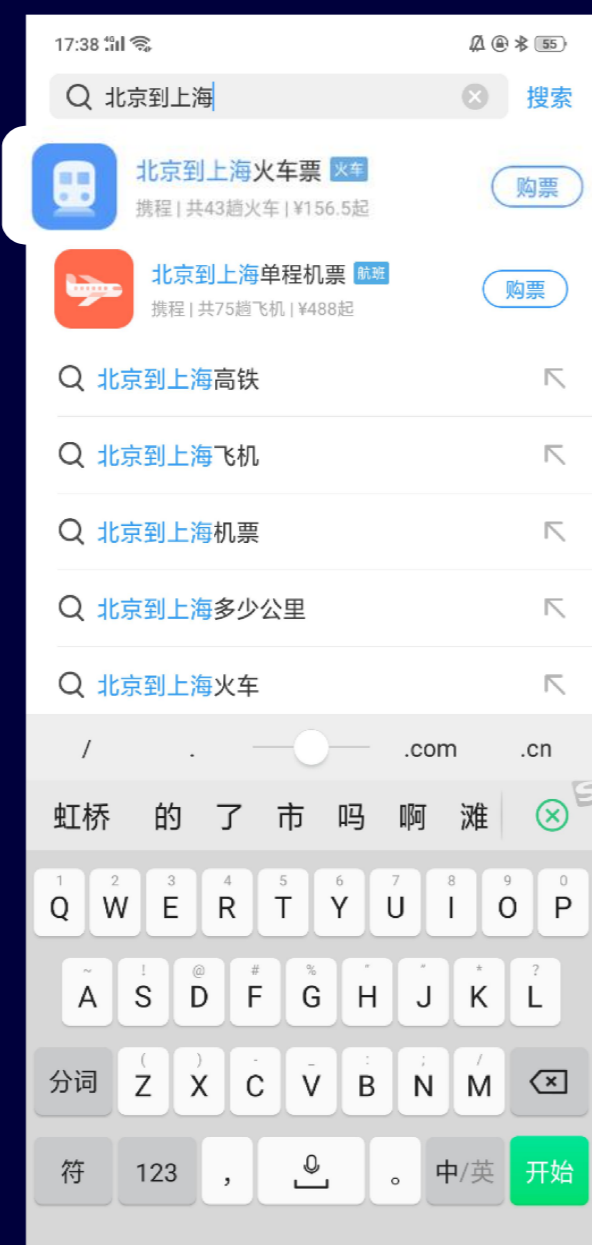 17:38 4G 55
北京到上海 搜索
北京到上海火车票 火车
携程 | 共43趟火车 | ¥156.5起
购票
北京到上海单程机票 航班
携程 | 共75趟飞机 | ¥488起
购票
北京到上海高铁
北京到上海飞机
北京到上海机票
北京到上海多少公里
北京到上海火车
/ . .com .cn
虹桥 的 了 市 吗 啊 滩
1 2 3 4 5 6 7 8 9 0
Q W E R T Y U I O P
~ ! @ # % " " * ?
A S D F G H J K L
( ) - _ : ; /
分词 Z X C V B N M
符 123 , 。 中/英 开始